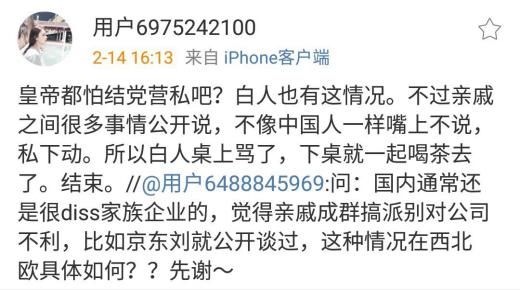 用户6975242100
2-14 16:13 来自 iPhone客户端
皇帝都怕结党营私吧？白人也有这情况。不过亲戚
之间很多事情公开说，不像中国人一样嘴上不说，
私下动。所以白人桌上骂了，下桌就一起喝茶去
了。结束。//@用户6488845969:问：国内通常还
是很diss家族企业的，觉得亲戚成群搞派别对公司
不利，比如京东刘就公开谈过，这种情况在西北
欧具体如何？？先谢～